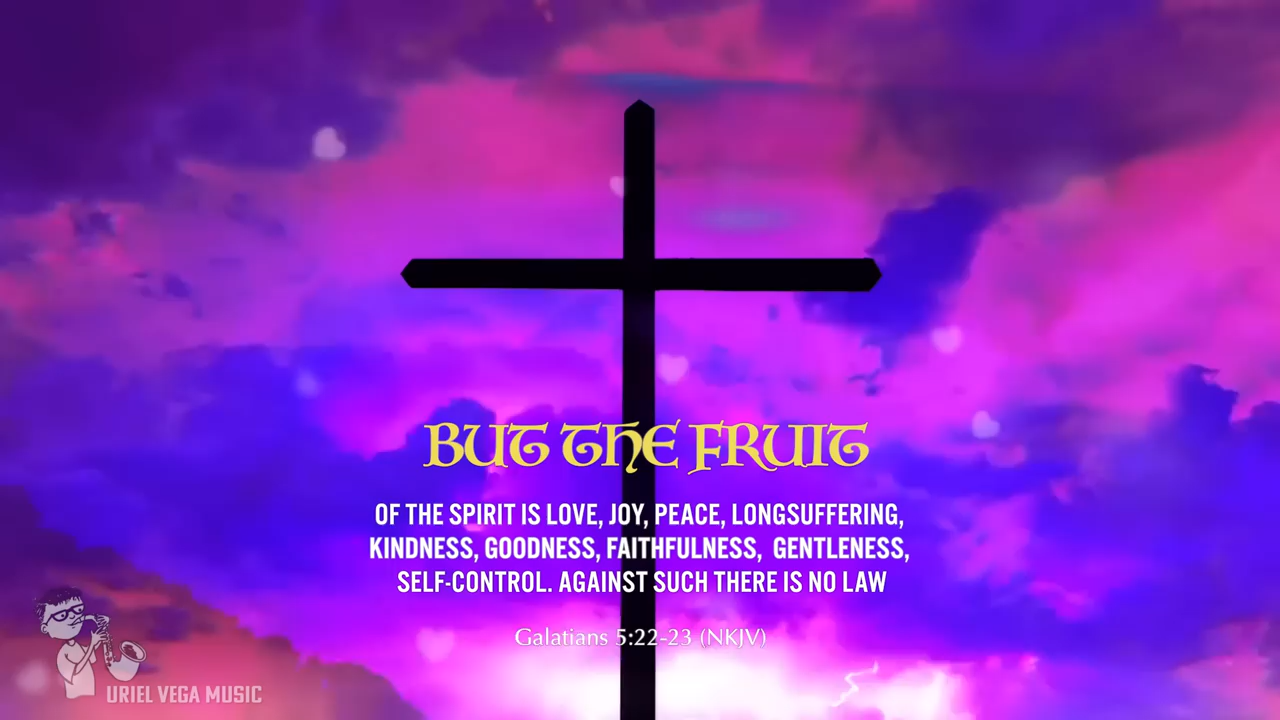 BUT THE FRUIT
OF THE SPIRIT IS LOVE, JOY, PEACE, LONGSUFFERING,
KINDNESS, GOODNESS, FAITHFULNESS, GENTLENESS,
SELF-CONTROL. AGAINST SUCH THERE IS NO LAW
Galatians 5:22-23 (NKJV)
URIEL VEGA MUSIC